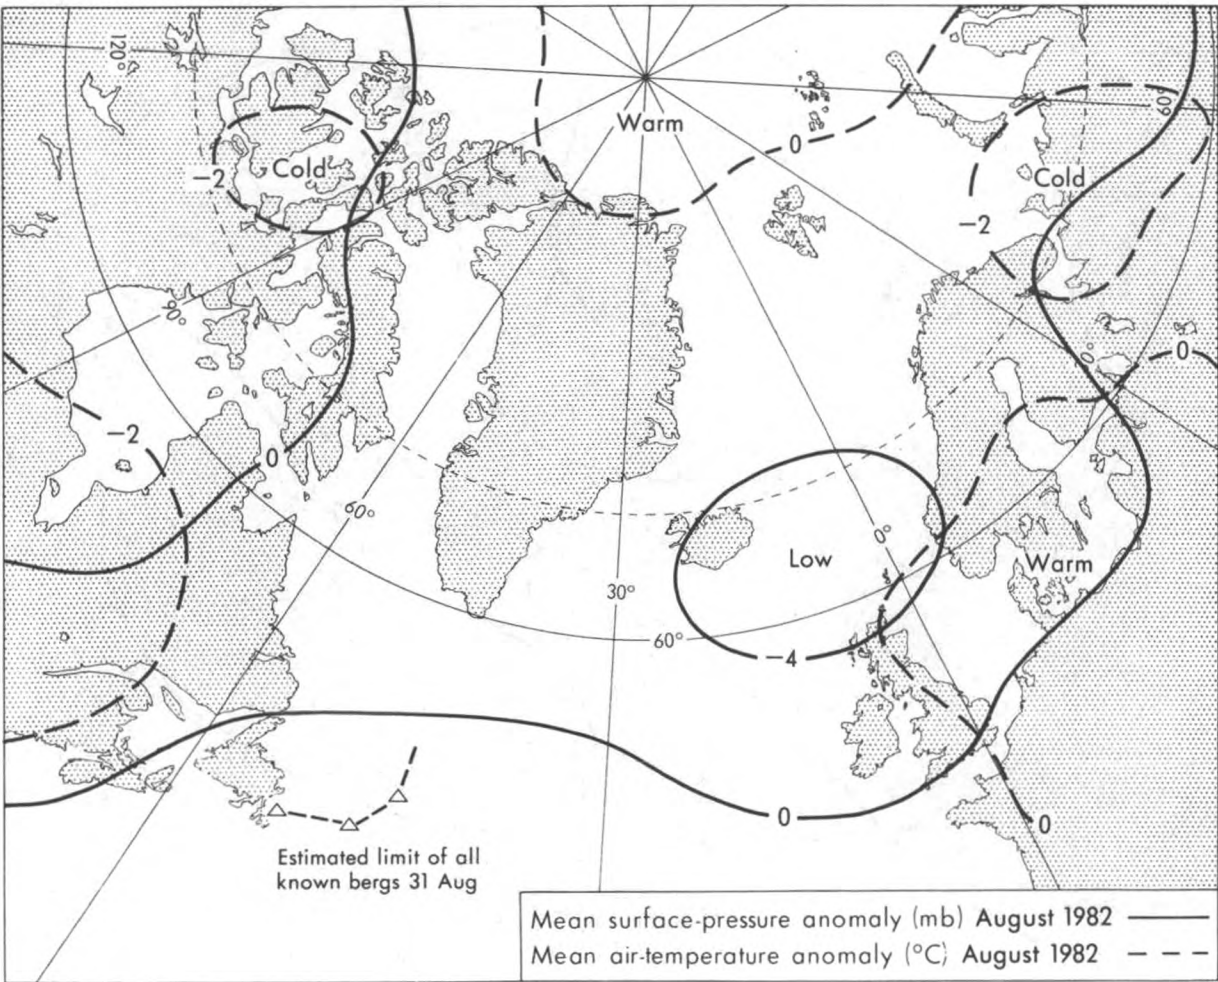 120°
60°
Warm
0
Cold
-2
Cold
-2
90°
0°
0
-2
0
60°
0°
Low
Warm
30°
60°
-4
0
0
Estimated limit of all
known bergs 31 Aug
Mean surface-pressure anomaly (mb) August 1982
Mean air-temperature anomaly (°C) August 1982